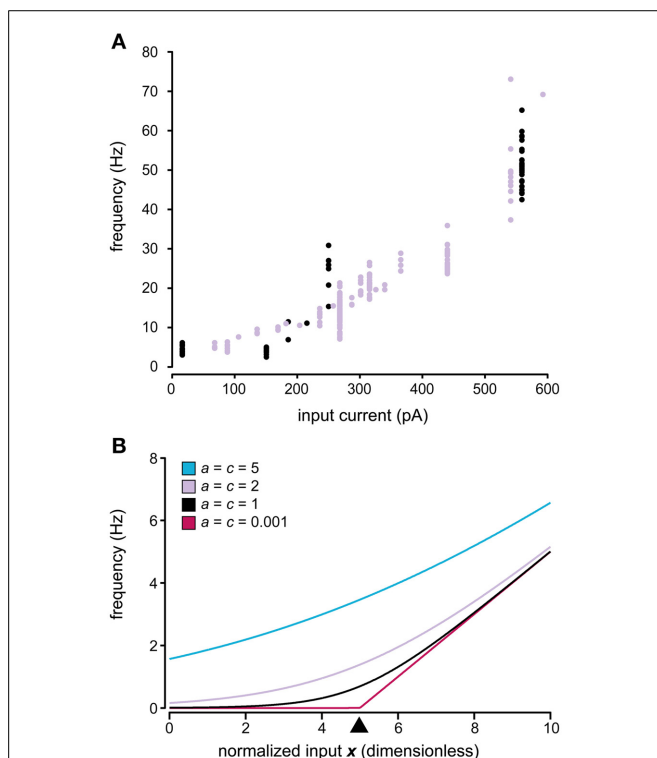 A
80
70
60
50
40
30
20
10
0
frequency (Hz)
0 100 200 300 400 500 600
input current (pA)
B
8
6
4
2
0
frequency (Hz)
a = c = 5
a = c = 2
a = c = 1
a = c = 0.001
0 2 4 6 8 10
normalized input x (dimensionless)